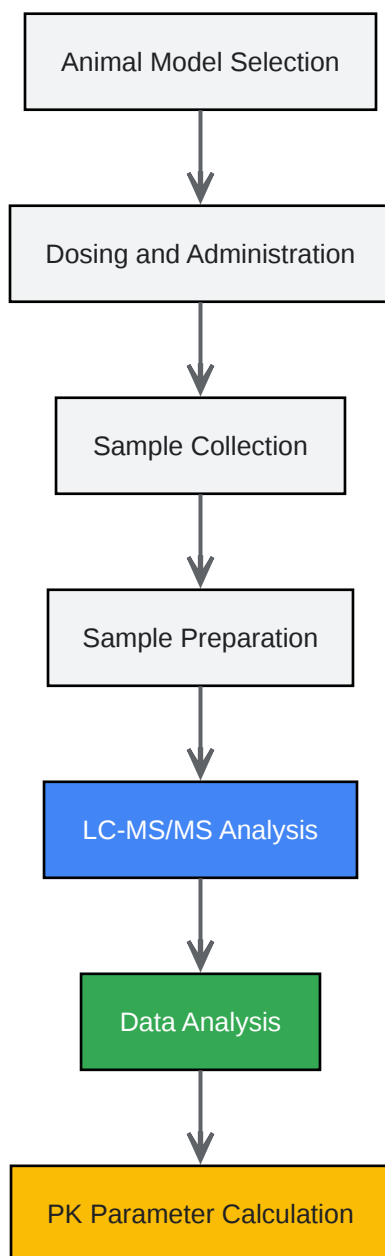 Animal Model Selection
Dosing and Administration
Sample Collection
Sample Preparation
LC-MS/MS Analysis
Data Analysis
PK Parameter Calculation